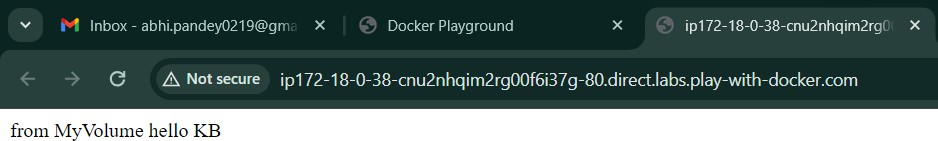 Inbox - abhi.pandey0219@gma
Docker Playground
ip172-18-0-38-cnu2nhqim2rg0
Not secure
ip172-18-0-38-cnu2nhqim2rg00f6i37g-80.direct.labs.play-with-docker.com
from MyVolume hello KB